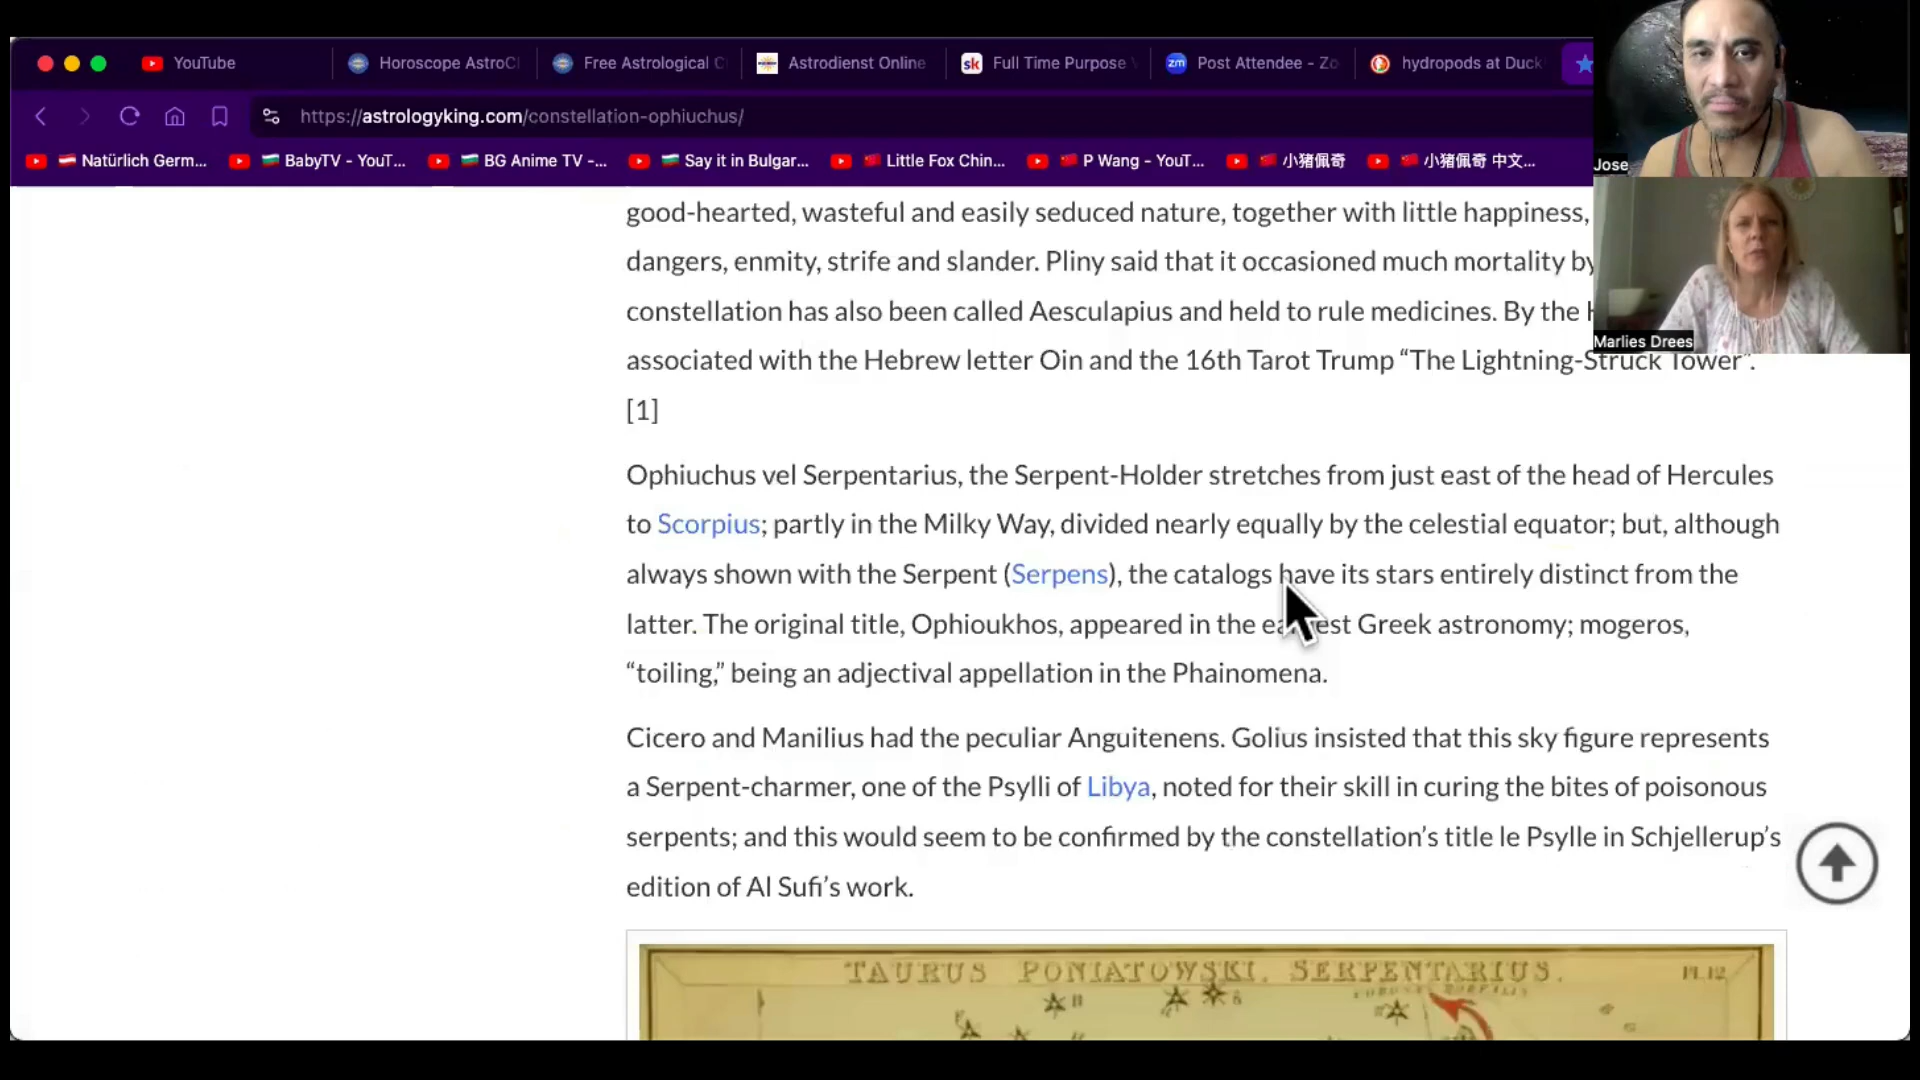 YouTube
Horoscope AstroCl
Free Astrological C
Astrodienst Online
sk
Full Time Purpose
zm
Post Attendee - Zo
hydropods at Duck
https://astrologyking.com/constellation-ophiuchus/
Natürlich Germ...
BabyTV - YouT...
BG Anime TV -...
Say it in Bulgar...
Little Fox Chin...
P Wang - YouT...
小猪佩奇
小猪佩奇 中文...
Jose
Marlies Drees
good-hearted, wasteful and easily seduced nature, together with little happiness,
dangers, enmity, strife and slander. Pliny said that it occasioned much mortality by
constellation has also been called Aesculapius and held to rule medicines. By the
associated with the Hebrew letter Oin and the 16th Tarot Trump “The Lightning-Struck Tower”.
[1]
Ophiuchus vel Serpentarius, the Serpent-Holder stretches from just east of the head of Hercules
to Scorpius; partly in the Milky Way, divided nearly equally by the celestial equator; but, although
always shown with the Serpent (Serpens), the catalogs have its stars entirely distinct from the
latter. The original title, Ophioukhos, appeared in the earliest Greek astronomy; mogeros,
“toiling,” being an adjectival appellation in the Phainomena.
Cicero and Manilius had the peculiar Anguitenens. Golius insisted that this sky figure represents
a Serpent-charmer, one of the Psylli of Libya, noted for their skill in curing the bites of poisonous
serpents; and this would seem to be confirmed by the constellation’s title le Psylle in Schjellerup’s
edition of Al Sufi’s work.
TAURUS PONIATOWSKI. SERPENTARIUS.
PL.12